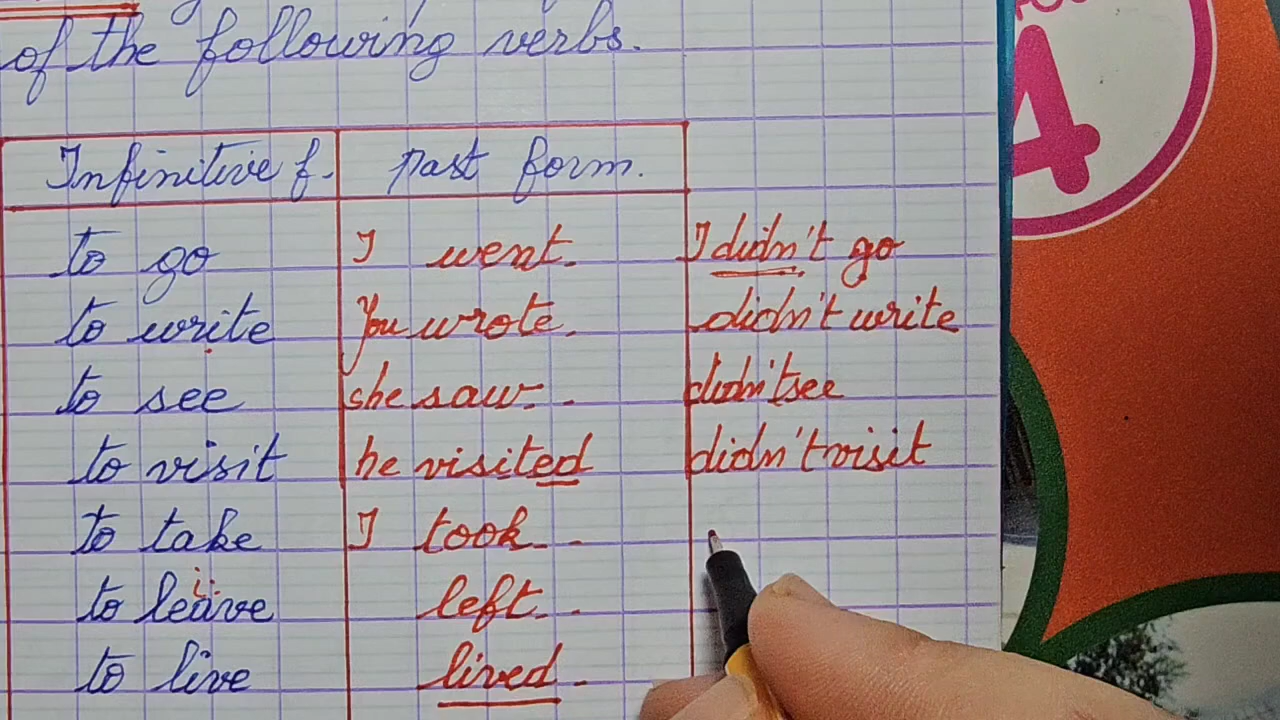 of the following verbs.
Infinitive f. past form.
to go I went. I didn't go
to write You wrote. didn't write
to see she saw. didn't see
to visit he visited didn't visit
to take I took.
to leave left.
to live lived.
4